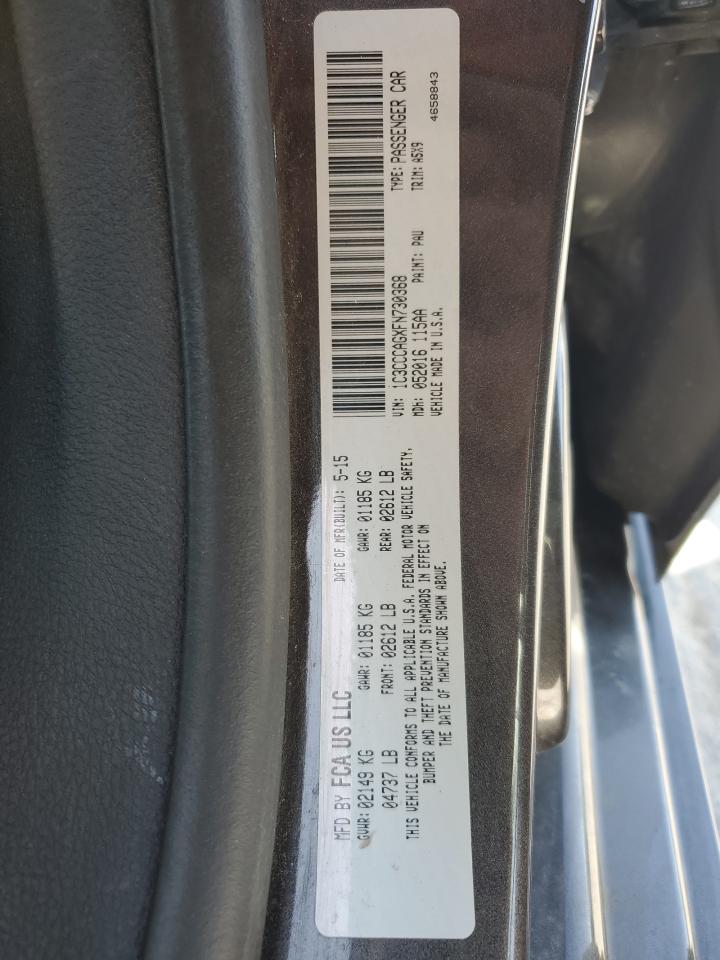 MFD BY FCA US LLC
DATE OF MFR(BUILT): 5-15
GVWR: 02149 KG
GAWR: 01185 KG
GAWR: 01185 KG
04737 LB
FRONT: 02612 LB
REAR: 02612 LB
THIS VEHICLE CONFORMS TO ALL APPLICABLE U.S.A. FEDERAL MOTOR VEHICLE SAFETY,
BUMPER AND THEFT PREVENTION STANDARDS IN EFFECT ON
THE DATE OF MANUFACTURE SHOWN ABOVE.
VIN: 1C3CCCAGXFN730368
TYPE: PASSENGER CAR
MDH: 052016 115AA
PAINT: PAU
TRIM: A5X9
VEHICLE MADE IN U.S.A.
4658843